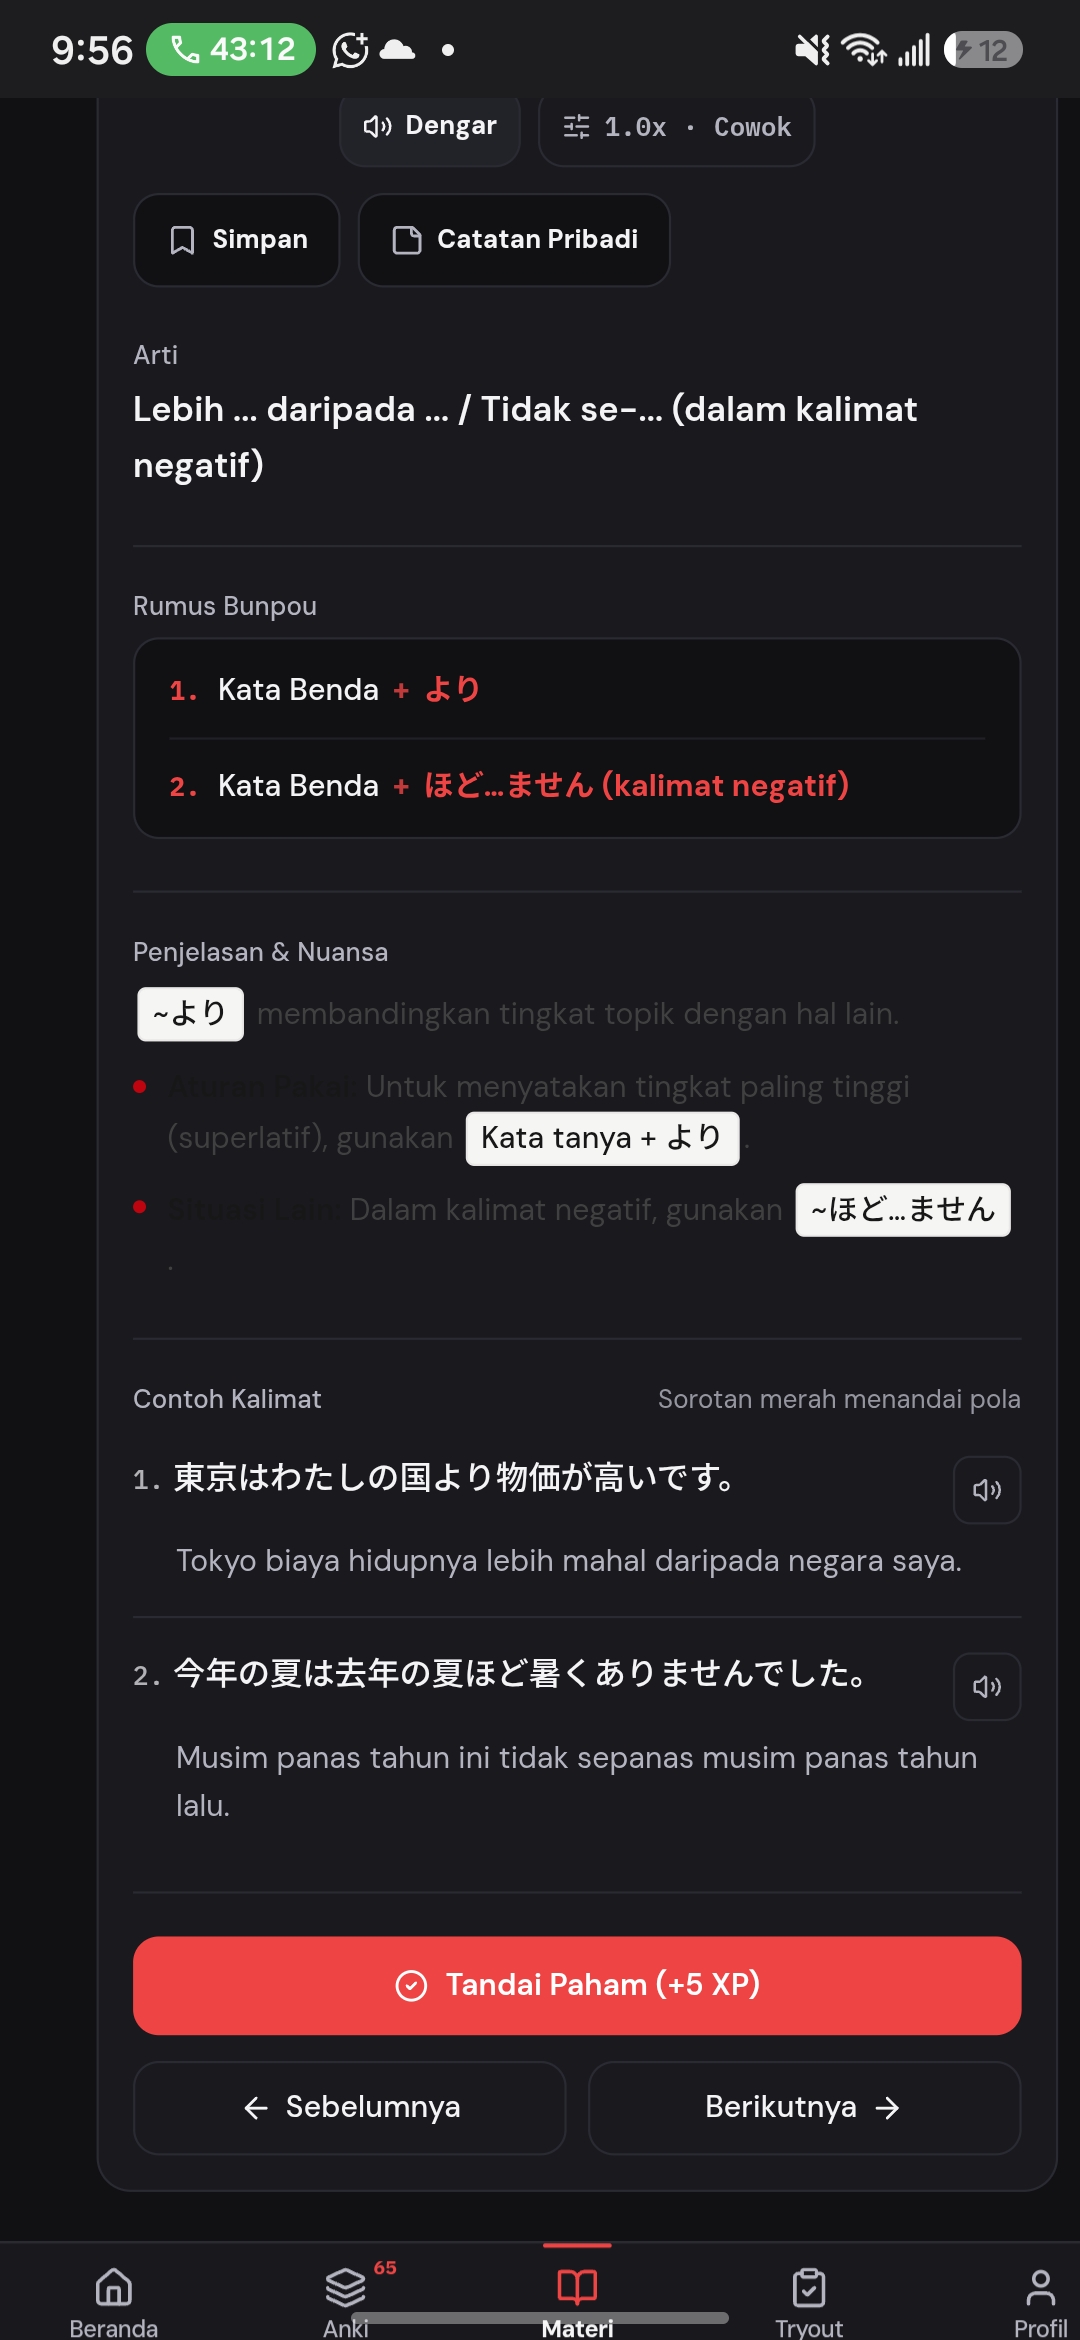 9:56 43:12 12
Dengar 1.0x · Cowok
Simpan Catatan Pribadi
Arti
Lebih ... daripada ... / Tidak se-... (dalam kalimat
negatif)
Rumus Bunpou
1. Kata Benda + より
2. Kata Benda + ほど...ません (kalimat negatif)
Penjelasan & Nuansa
~より membandingkan tingkat topik dengan hal lain.
Aturan Pakai: Untuk menyatakan tingkat paling tinggi
(superlatif), gunakan Kata tanya + より .
Situasi Lain: Dalam kalimat negatif, gunakan ~ほど...ません
.
Contoh Kalimat Sorotan merah menandai pola
1. 東京はわたしの国より物価が高いです。
Tokyo biaya hidupnya lebih mahal daripada negara saya.
2. 今年の夏は去年の夏ほど暑くありませんでした。
Musim panas tahun ini tidak sepanas musim panas tahun
lalu.
Tandai Paham (+5 XP)
← Sebelumnya Berikutnya →
65
Beranda Anki Materi Tryout Profil